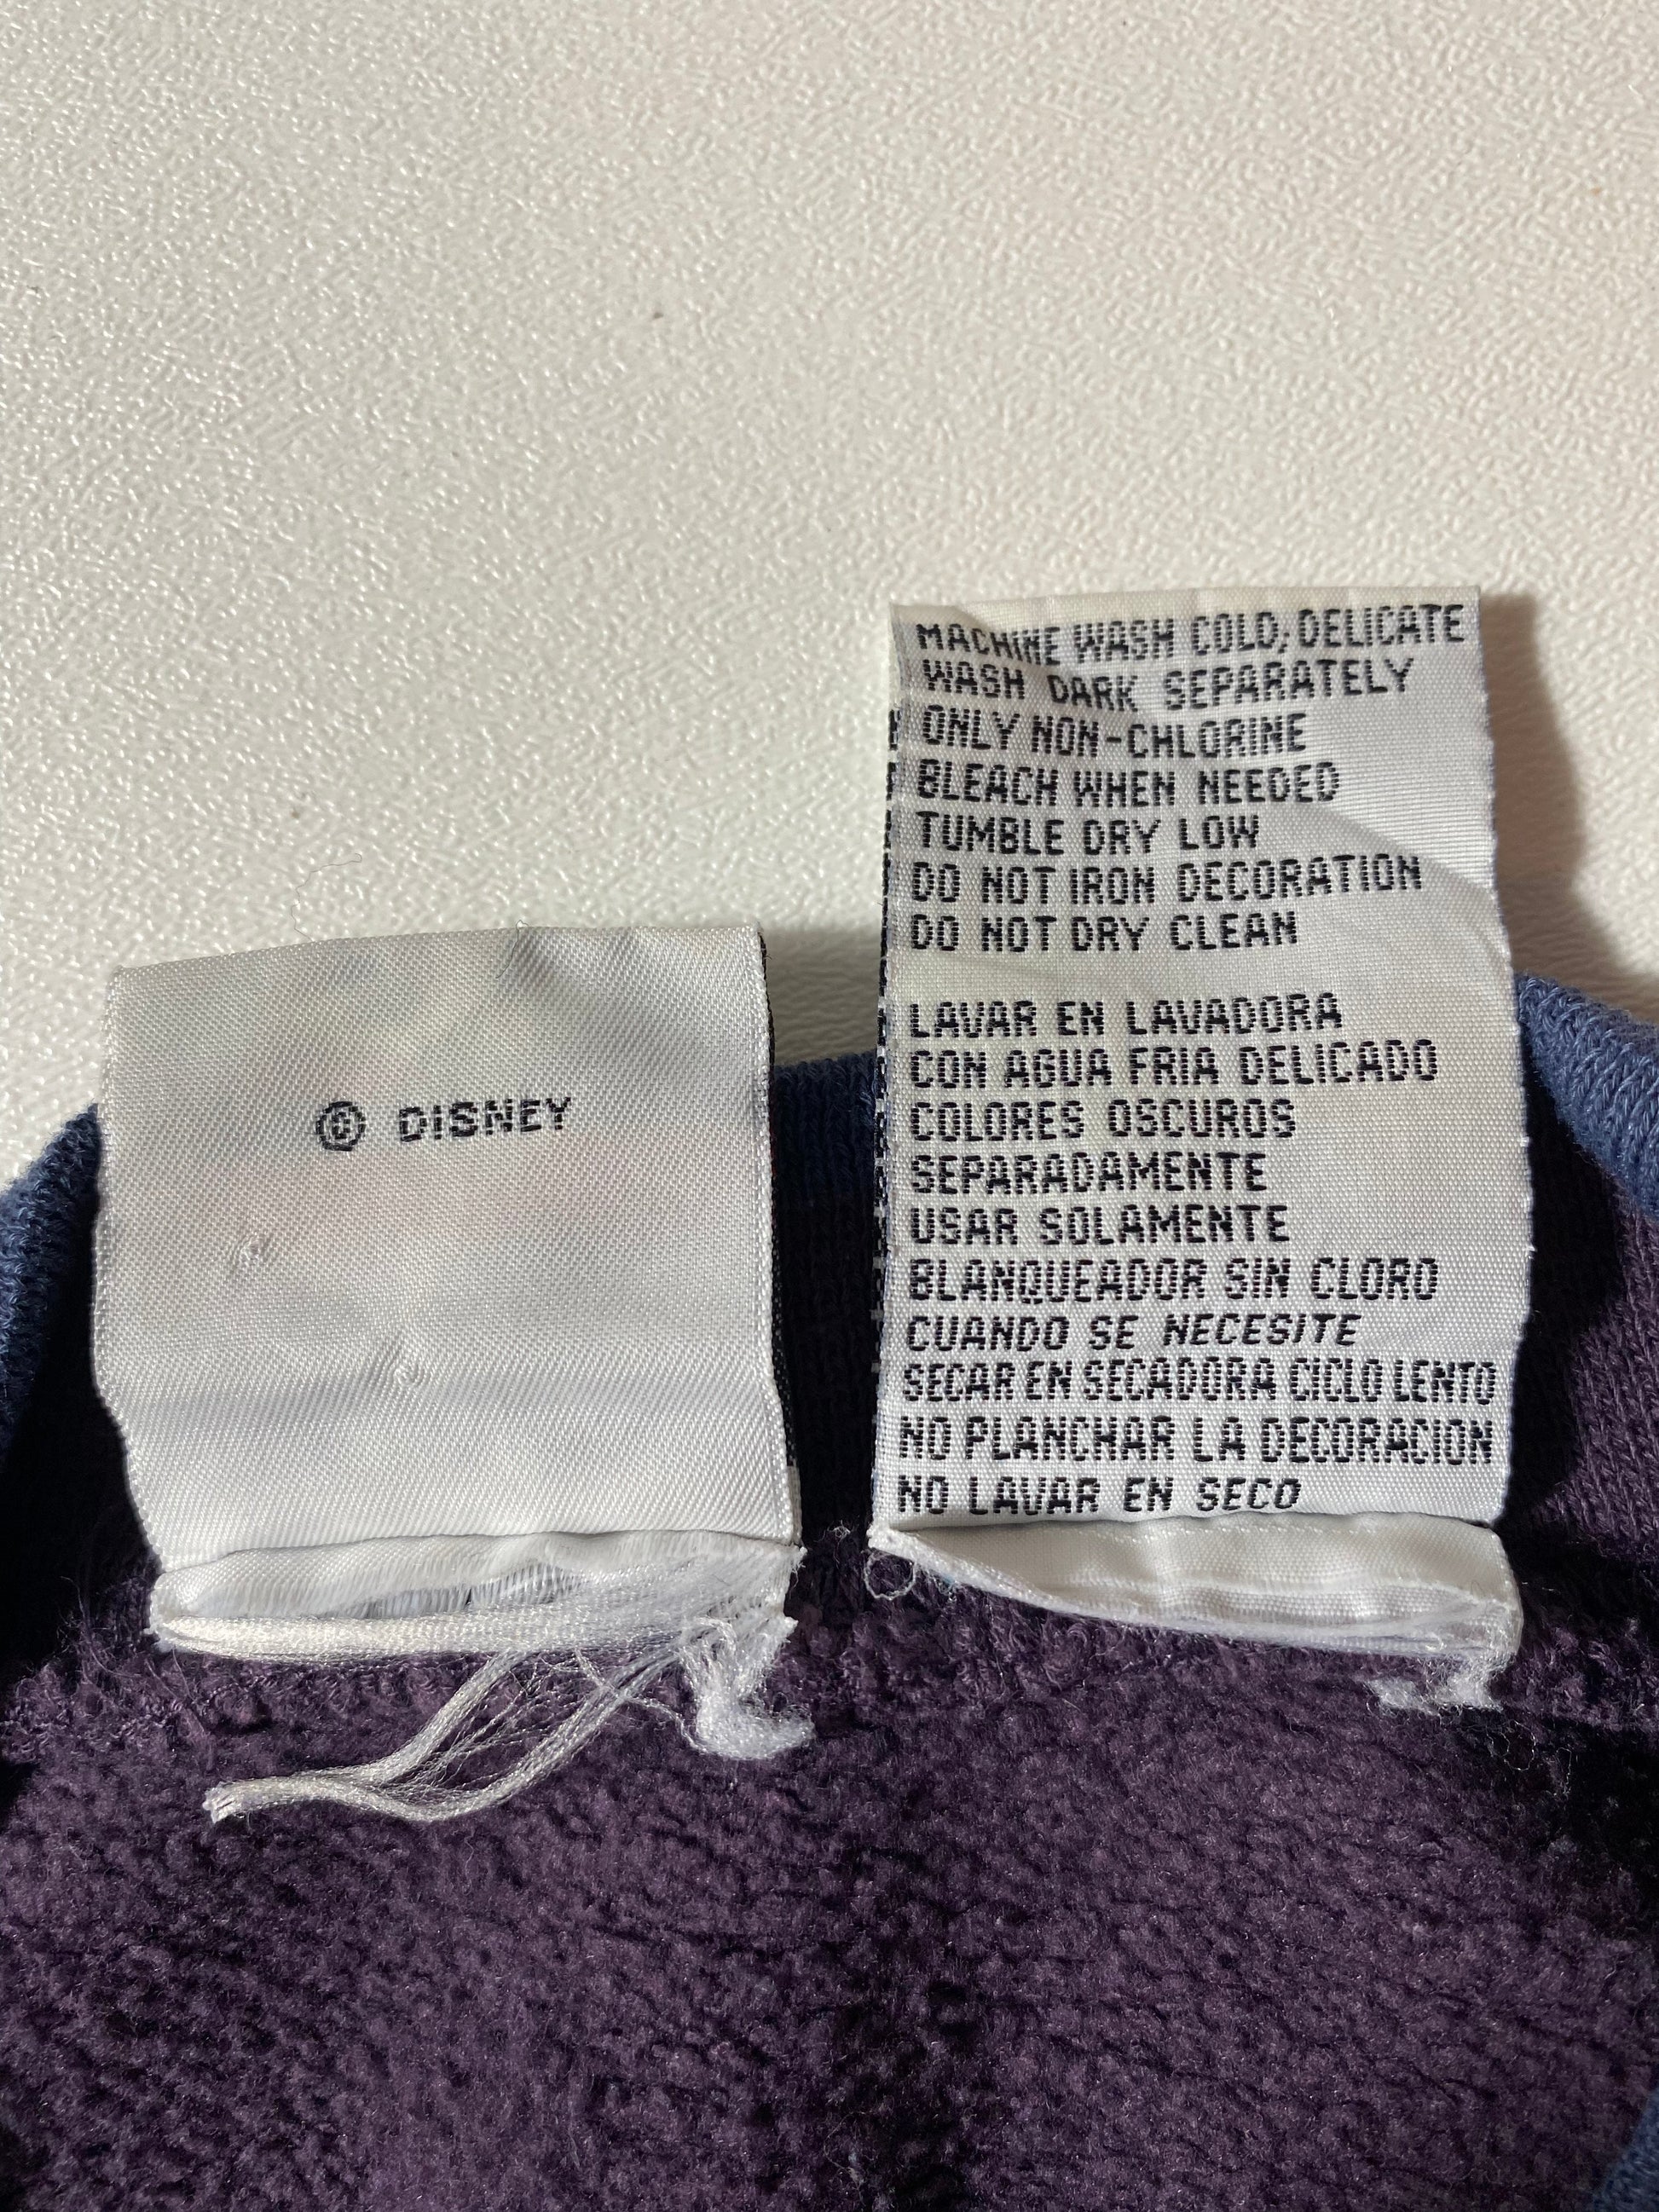 © DISNEY
MACHINE WASH COLD; DELICATE
WASH DARK SEPARATELY
ONLY NON-CHLORINE
BLEACH WHEN NEEDED
TUMBLE DRY LOW
DO NOT IRON DECORATION
DO NOT DRY CLEAN
LAVAR EN LAVADORA
CON AGUA FRIA DELICADO
COLORES OSCUROS
SEPARADAMENTE
USAR SOLAMENTE
BLANQUEADOR SIN CLORO
CUANDO SE NECESITE
SECAR EN SECADORA CICLO LENTO
NO PLANCHAR LA DECORACION
NO LAVAR EN SECO